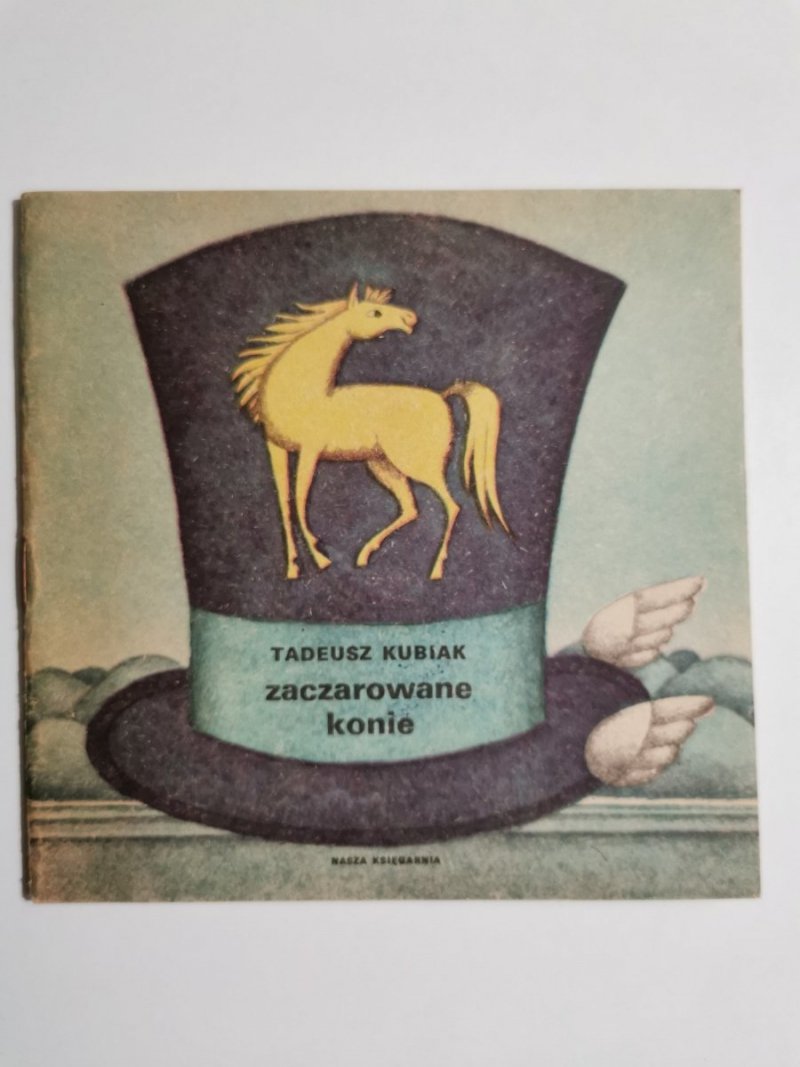 TADEUSZ KUBIAK
zaczarowane
konie
NASZA KSIĘGARNIA